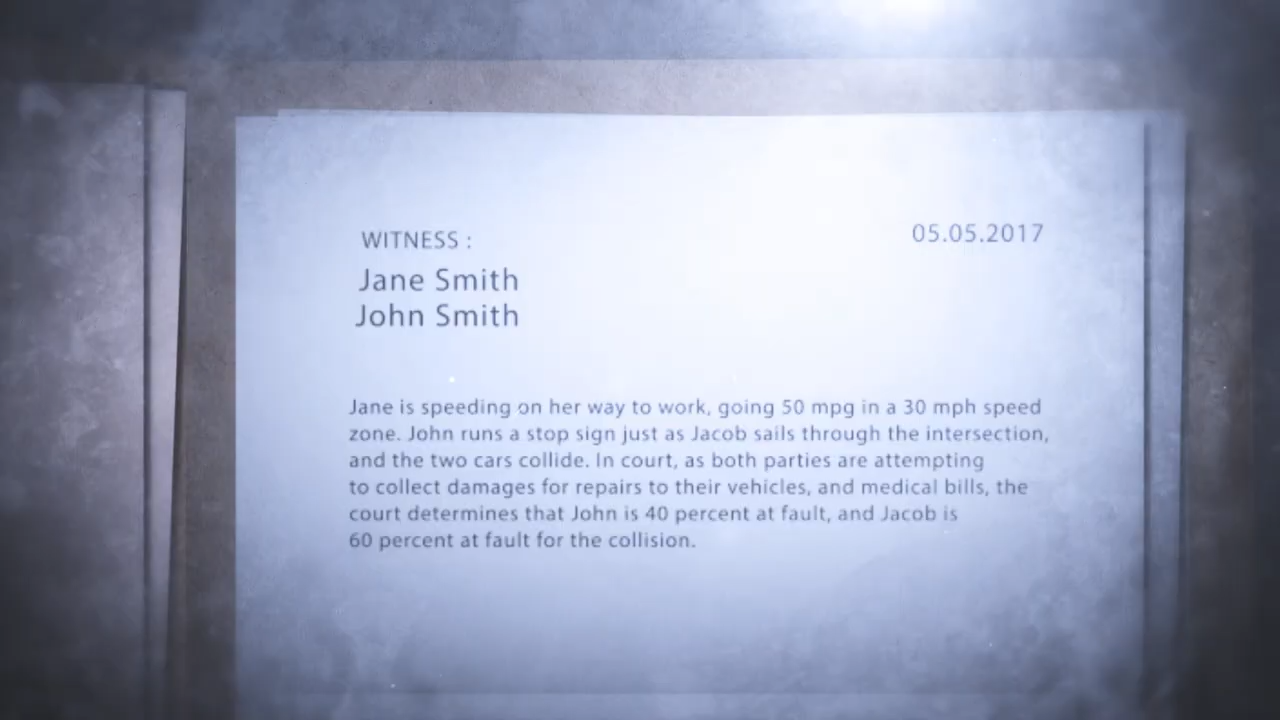 WITNESS :
05.05.2017
Jane Smith
John Smith
Jane is speeding on her way to work, going 50 mpg in a 30 mph speed
zone. John runs a stop sign just as Jacob sails through the intersection,
and the two cars collide. In court, as both parties are attempting
to collect damages for repairs to their vehicles, and medical bills, the
court determines that John is 40 percent at fault, and Jacob is
60 percent at fault for the collision.